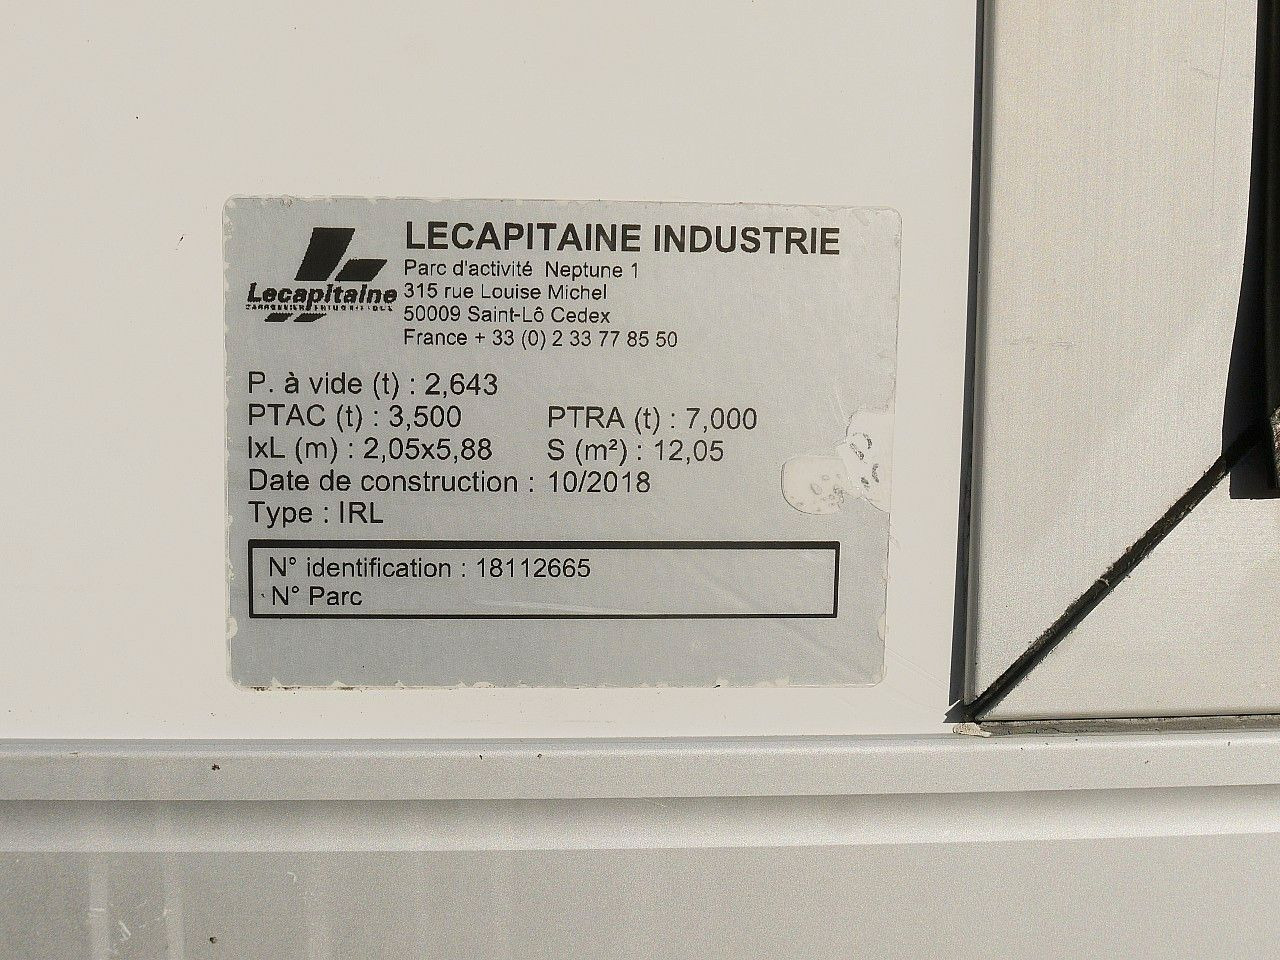 LECAPITAINE INDUSTRIE
Parc d'activité Neptune 1
315 rue Louise Michel
50009 Saint-Lô Cedex
France + 33 (0) 2 33 77 85 50
Lecapitaine
P. à vide (t) : 2,643
PTAC (t) : 3,500 PTRA (t) : 7,000
lxL (m) : 2,05x5,88 S (m²) : 12,05
Date de construction : 10/2018
Type : IRL
N° identification : 18112665
N° Parc